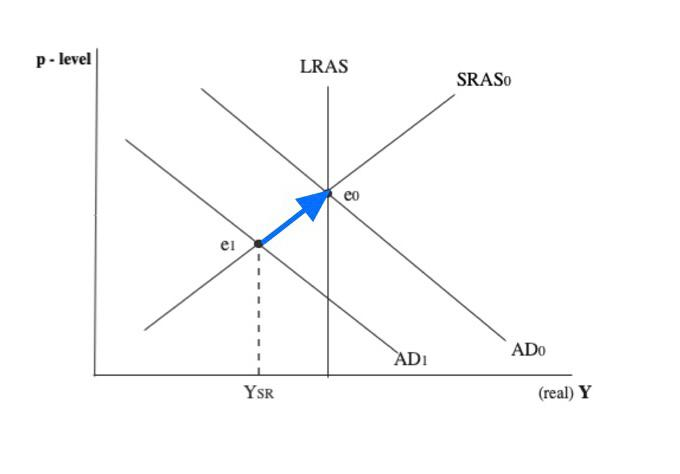 p - level
LRAS
SRAS0
e0
e1
AD1
AD0
YSR
(real) Y